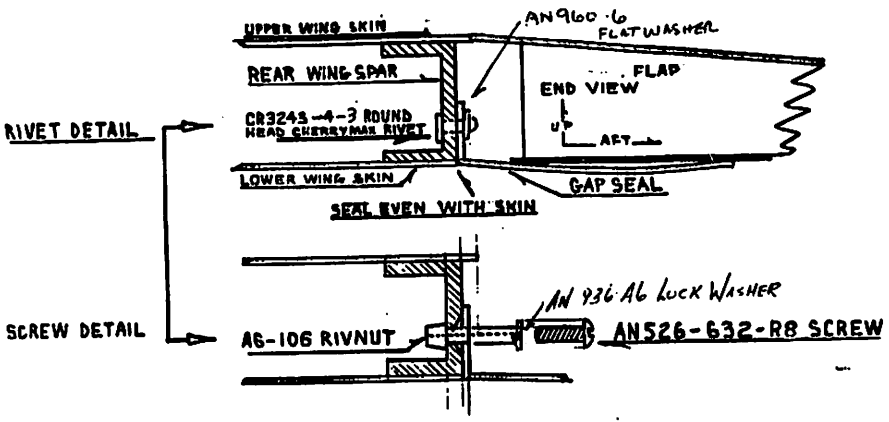 UPPER WING SKIN
AN960-6
FLATWASHER
REAR WING SPAR
FLAP
END VIEW
UP
AFT
RIVET DETAIL
CR3243-4-3 ROUND
HEAD CHERRYMAX RIVET
LOWER WING SKIN
GAP SEAL
SEAL EVEN WITH SKIN
AN 936-A6 LOCK WASHER
SCREW DETAIL
A6-106 RIVNUT
AN526-632-R8 SCREW